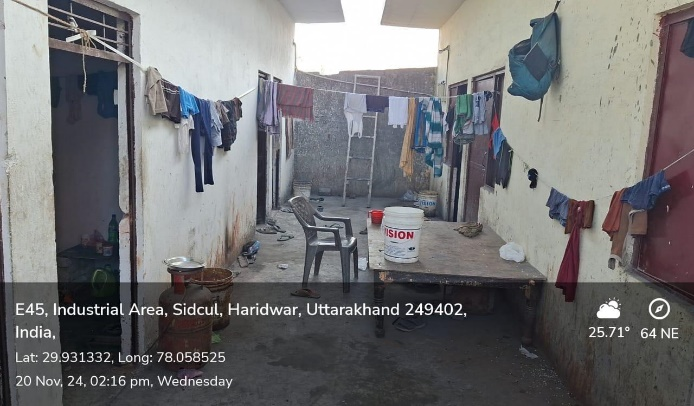 VISION
E45, Industrial Area, Sidcul, Haridwar, Uttarakhand 249402,
India,
Lat: 29.931332, Long: 78.058525
20 Nov, 24, 02:16 pm, Wednesday
25.71° 64 NE